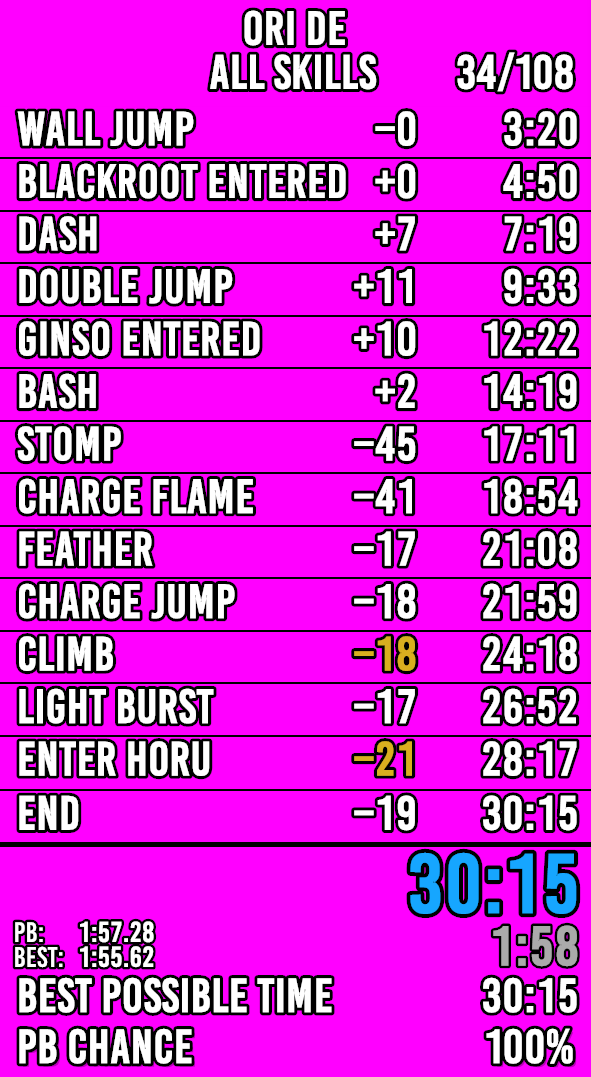 ORI DE
ALL SKILLS 34/108
WALL JUMP −0 3:20
BLACKROOT ENTERED +0 4:50
DASH +7 7:19
DOUBLE JUMP +11 9:33
GINSO ENTERED +10 12:22
BASH +2 14:19
STOMP −45 17:11
CHARGE FLAME −41 18:54
FEATHER −17 21:08
CHARGE JUMP −18 21:59
CLIMB −18 24:18
LIGHT BURST −17 26:52
ENTER HORU −21 28:17
END −19 30:15
30:15
PB: 1:57.28 1:58
BEST: 1:55.62
BEST POSSIBLE TIME 30:15
PB CHANCE 100%